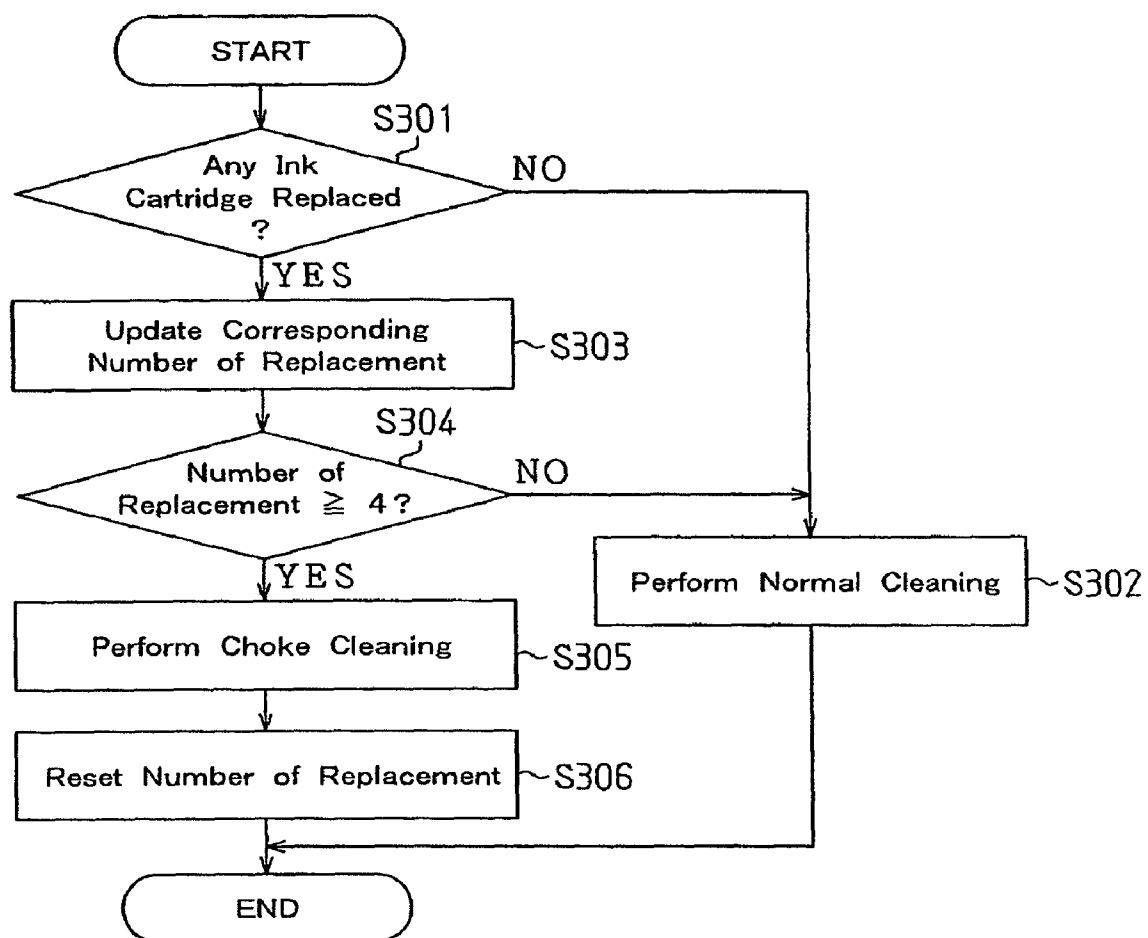 START
S301
Any Ink
Cartridge Replaced
?
NO
YES
Update Corresponding
Number of Replacement
S303
S304
Number of
Replacement ≧ 4?
NO
YES
Perform Normal Cleaning
S302
Perform Choke Cleaning
S305
Reset Number of Replacement
S306
END